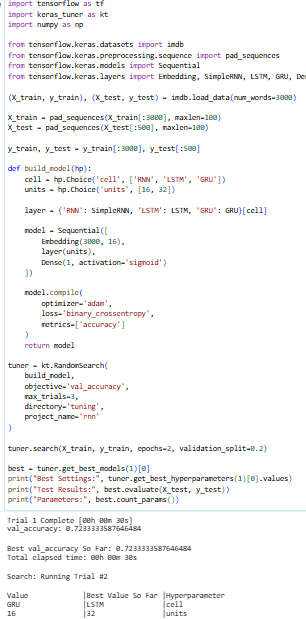 import tensorflow as tf
import keras_tuner as kt
import numpy as np
from tensorflow.keras.datasets import imdb
from tensorflow.keras.preprocessing.sequence import pad_sequences
from tensorflow.keras.models import Sequential
from tensorflow.keras.layers import Embedding, SimpleRNN, LSTM, GRU, De
(X_train, y_train), (X_test, y_test) = imdb.load_data(num_words=3000)
X_train = pad_sequences(X_train[:3000], maxlen=100)
X_test = pad_sequences(X_test[:500], maxlen=100)
y_train, y_test = y_train[:3000], y_test[:500]
def build_model(hp):
cell = hp.Choice('cell', ['RNN', 'LSTM', 'GRU'])
units = hp.Choice('units', [16, 32])
layer = {'RNN': SimpleRNN, 'LSTM': LSTM, 'GRU': GRU}[cell]
model = Sequential([
Embedding(3000, 16),
layer(units),
Dense(1, activation='sigmoid')
])
model.compile(
optimizer='adam',
loss='binary_crossentropy',
metrics=['accuracy']
)
return model
tuner = kt.RandomSearch(
build_model,
objective='val_accuracy',
max_trials=3,
directory='tuning',
project_name='rnn'
)
tuner.search(X_train, y_train, epochs=2, validation_split=0.2)
best = tuner.get_best_models(1)[0]
print("Best Settings:", tuner.get_best_hyperparameters(1)[0].values)
print("Test Results:", best.evaluate(X_test, y_test))
print("Parameters:", best.count_params())
Trial 1 Complete [00h 00m 30s]
val_accuracy: 0.7233333587646484
Best val_accuracy So Far: 0.7233333587646484
Total elapsed time: 00h 00m 30s
Search: Running Trial #2
Value |Best Value So Far |Hyperparameter
GRU |LSTM |cell
16 |32 |units